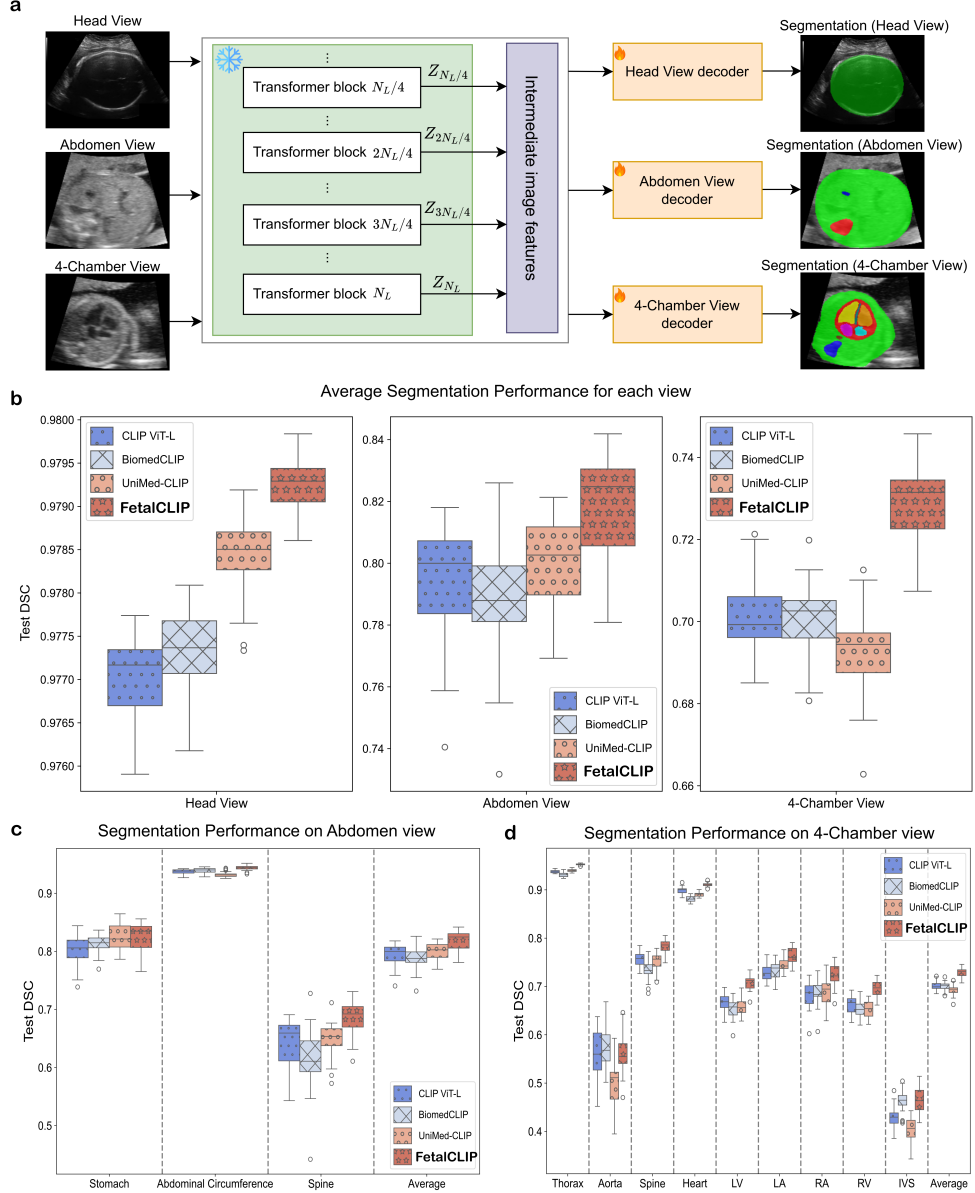 a
Head View
Segmentation (Head View)
Transformer block N_L/4
Z_{N_L/4}
Head View decoder
Abdomen View
Segmentation (Abdomen View)
Transformer block 2N_L/4
Z_{2N_L/4}
Intermediate image features
Abdomen View
decoder
Transformer block 3N_L/4
Z_{3N_L/4}
4-Chamber View
Segmentation (4-Chamber View)
Transformer block N_L
Z_{N_L}
4-Chamber View
decoder
b
Average Segmentation Performance for each view
Test DSC
0.9800
0.9795
0.9790
0.9785
0.9780
0.9775
0.9770
0.9765
0.9760
CLIP ViT-L
BiomedCLIP
UniMed-CLIP
FetalCLIP
Head View
0.84
0.82
0.80
0.78
0.76
0.74
CLIP ViT-L
BiomedCLIP
UniMed-CLIP
FetalCLIP
Abdomen View
0.74
0.72
0.70
0.68
0.66
CLIP ViT-L
BiomedCLIP
UniMed-CLIP
FetalCLIP
4-Chamber View
c
Segmentation Performance on Abdomen view
Test DSC
0.9
0.8
0.7
0.6
0.5
CLIP ViT-L
BiomedCLIP
UniMed-CLIP
FetalCLIP
Stomach
Abdominal Circumference
Spine
Average
d
Segmentation Performance on 4-Chamber view
Test DSC
0.9
0.8
0.7
0.6
0.5
0.4
CLIP ViT-L
BiomedCLIP
UniMed-CLIP
FetalCLIP
Thorax
Aorta
Spine
Heart
LV
LA
RA
RV
IVS
Average